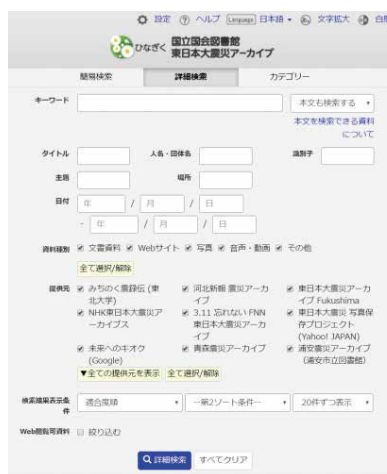 設定 ヘルプ Language 日本語 文字拡大
ひなぎく 国立国会図書館
東日本大震災アーカイブ
簡易検索 詳細検索 カテゴリー
キーワード 本文も検索する
本文を検索できる資料
について
タイトル 人名・団体名 識別子
主題 場所
日付 年 / 月 / 日
- 年 / 月 / 日
資料種別 文書資料 Webサイト 写真 音声・動画 その他
全て選択/解除
提供元 みちのく震録伝 (東 河北新報 震災アーカ 東日本大震災アーカ
北大学) イブ イブ Fukushima
NHK東日本大震災ア 3.11 忘れない FNN 東日本大震災 写真保
ーカイブス 東日本大震災アーカ 存プロジェクト
イブ (Yahoo! JAPAN)
未来へのキオク 青森震災アーカイブ 浦安震災アーカイブ
(Google) (浦安市立図書館)
▼全ての提供元を表示 全て選択/解除
検索結果表示条 適合度順 --第2ソート条件-- 20件ずつ表示
件
Web閲覧可資料 絞り込む
詳細検索 すべてクリア